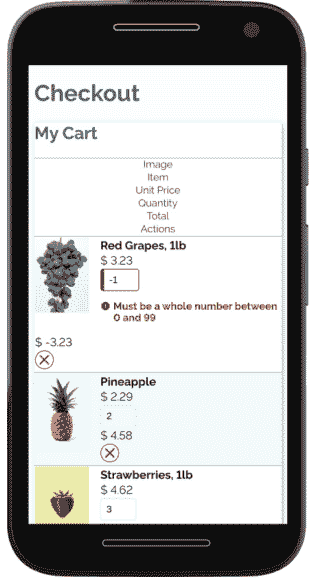 Checkout
My Cart
Image
Item
Unit Price
Quantity
Total
Actions
Red Grapes, 1lb
$ 3.23
-1
Must be a whole number between
0 and 99
$ -3.23
Pineapple
$ 2.29
2
$ 4.58
Strawberries, 1lb
$ 4.62
3